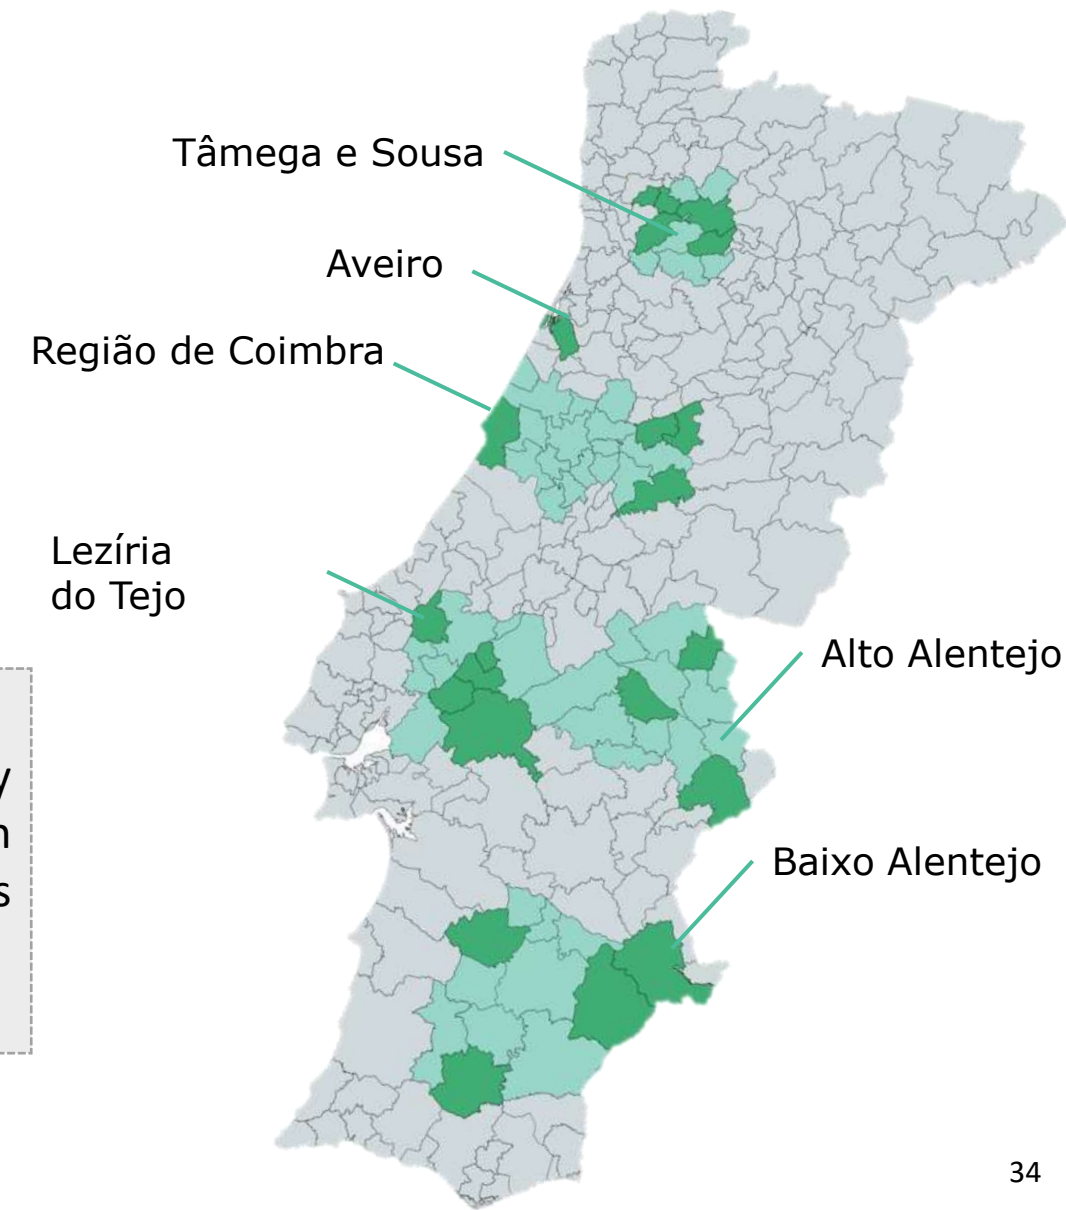 Tâmega e Sousa
Aveiro
Região de Coimbra
Lezíria
do Tejo
Alto Alentejo
Baixo Alentejo
34